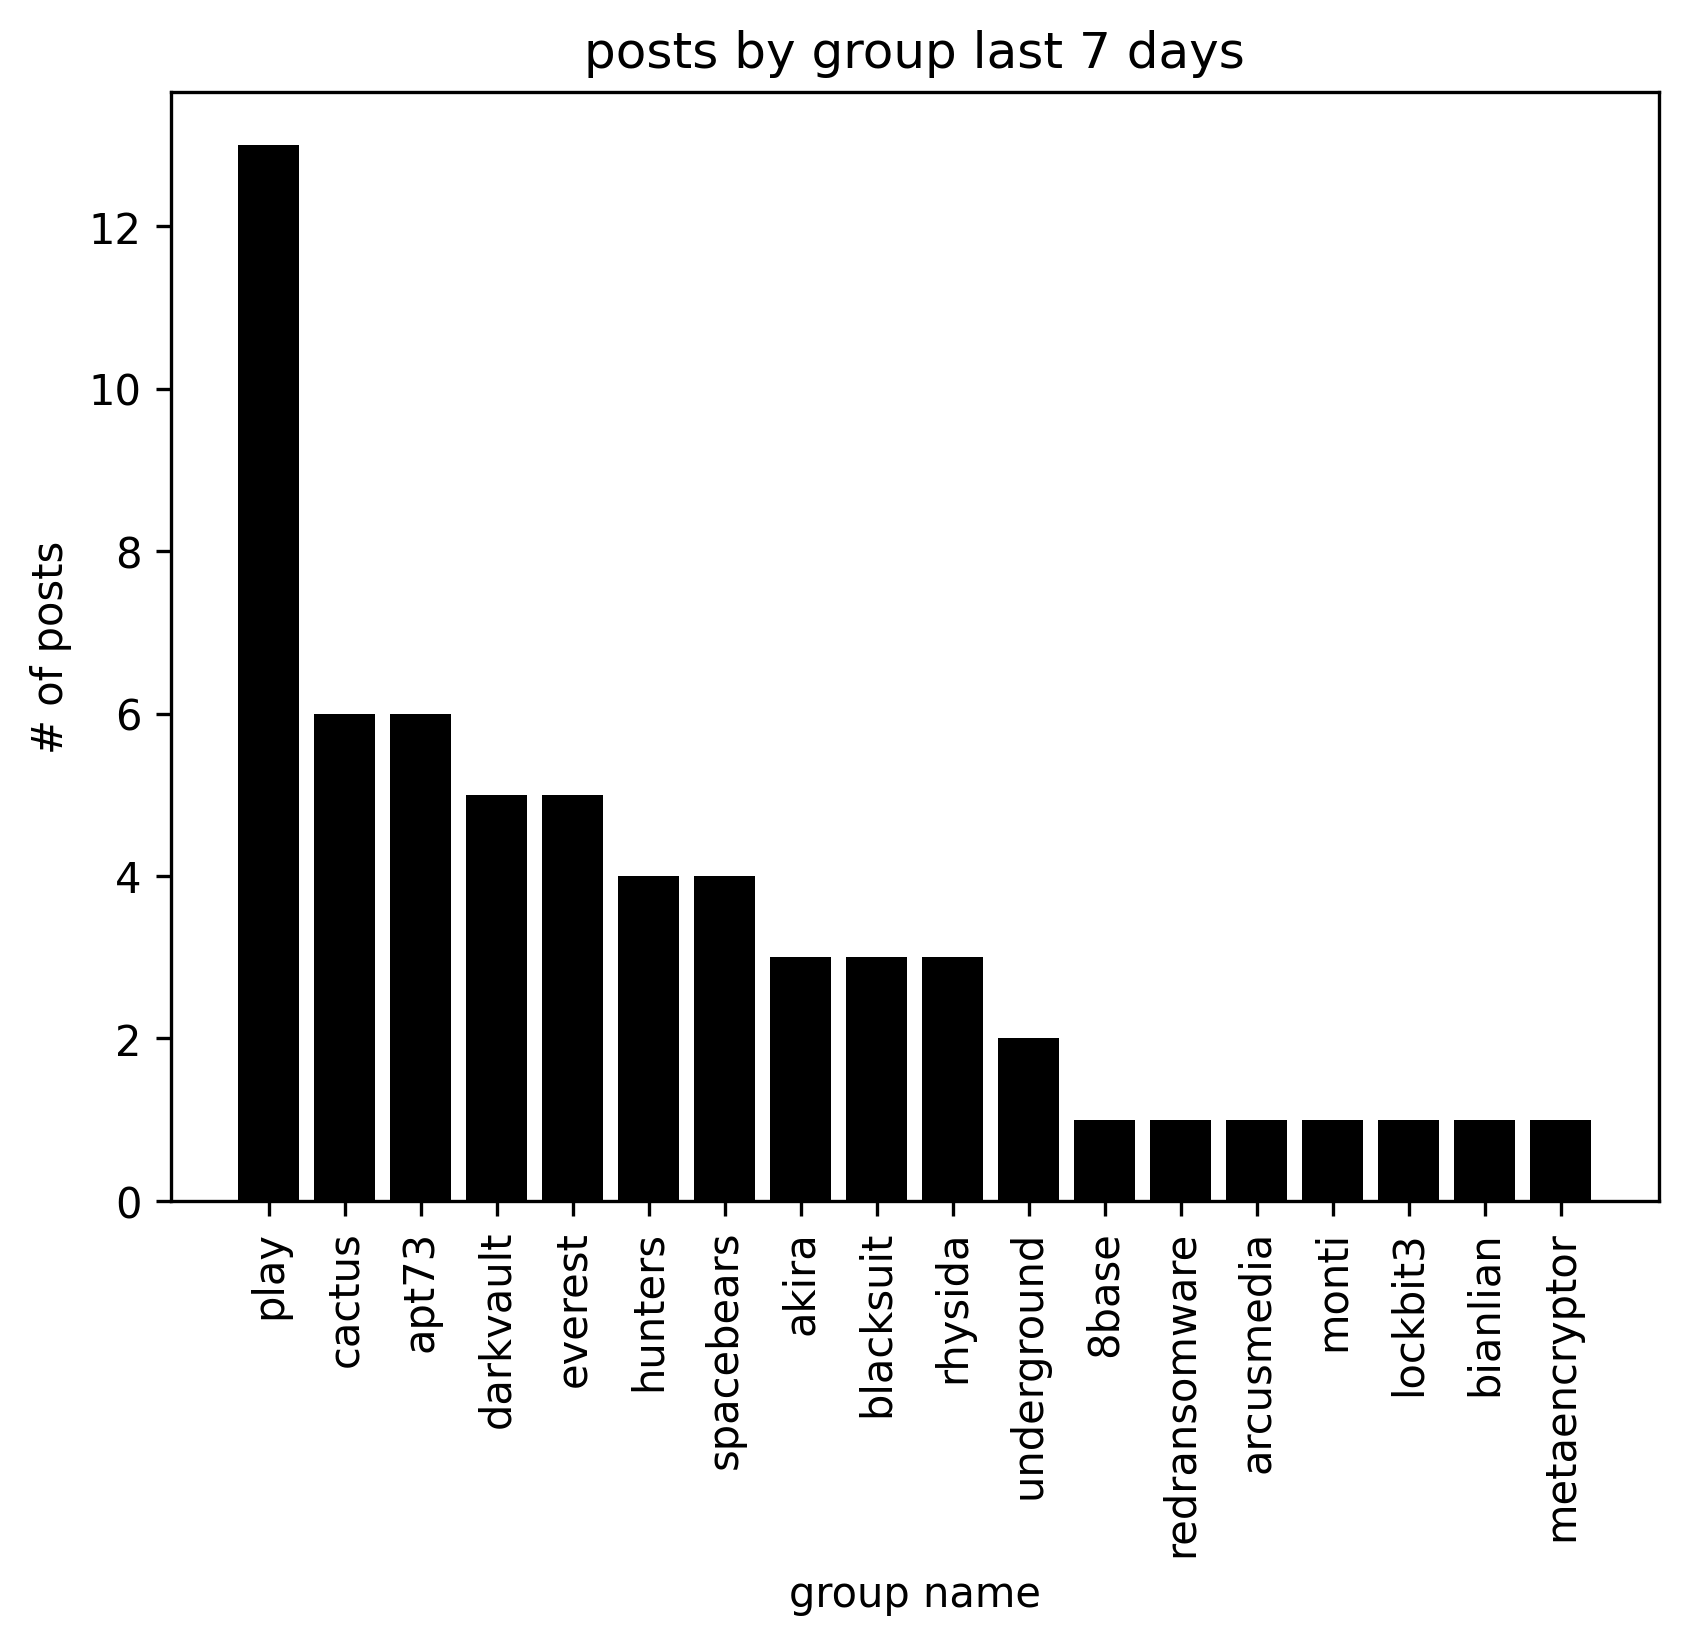 posts by group last 7 days
12
10
8
6
4
2
0
# of posts
play
cactus
apt73
darkvault
everest
hunters
spacebears
akira
blacksuit
rhysida
underground
8base
redransomware
arcusmedia
monti
lockbit3
bianlian
metaencryptor
group name